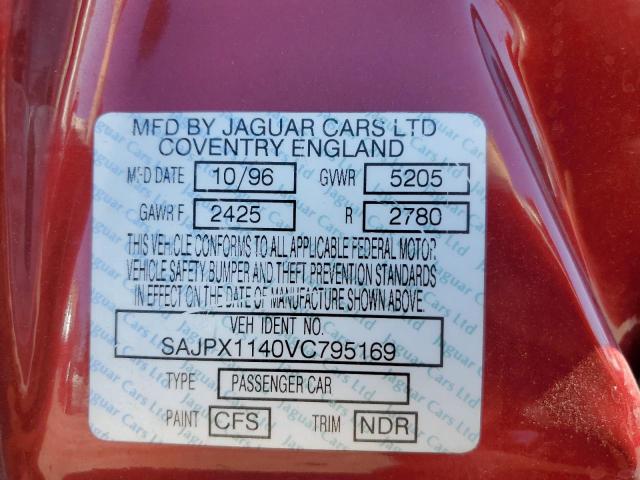 MFD BY JAGUAR CARS LTD
COVENTRY ENGLAND
MFD DATE 10/96 GVWR 5205
GAWR F 2425 R 2780
THIS VEHICLE CONFORMS TO ALL APPLICABLE FEDERAL MOTOR
VEHICLE SAFETY BUMPER AND THEFT PREVENTION STANDARDS
IN EFFECT ON THE DATE OF MANUFACTURE SHOWN ABOVE.
VEH IDENT NO.
SAJPX1140VC795169
TYPE PASSENGER CAR
PAINT CFS TRIM NDR